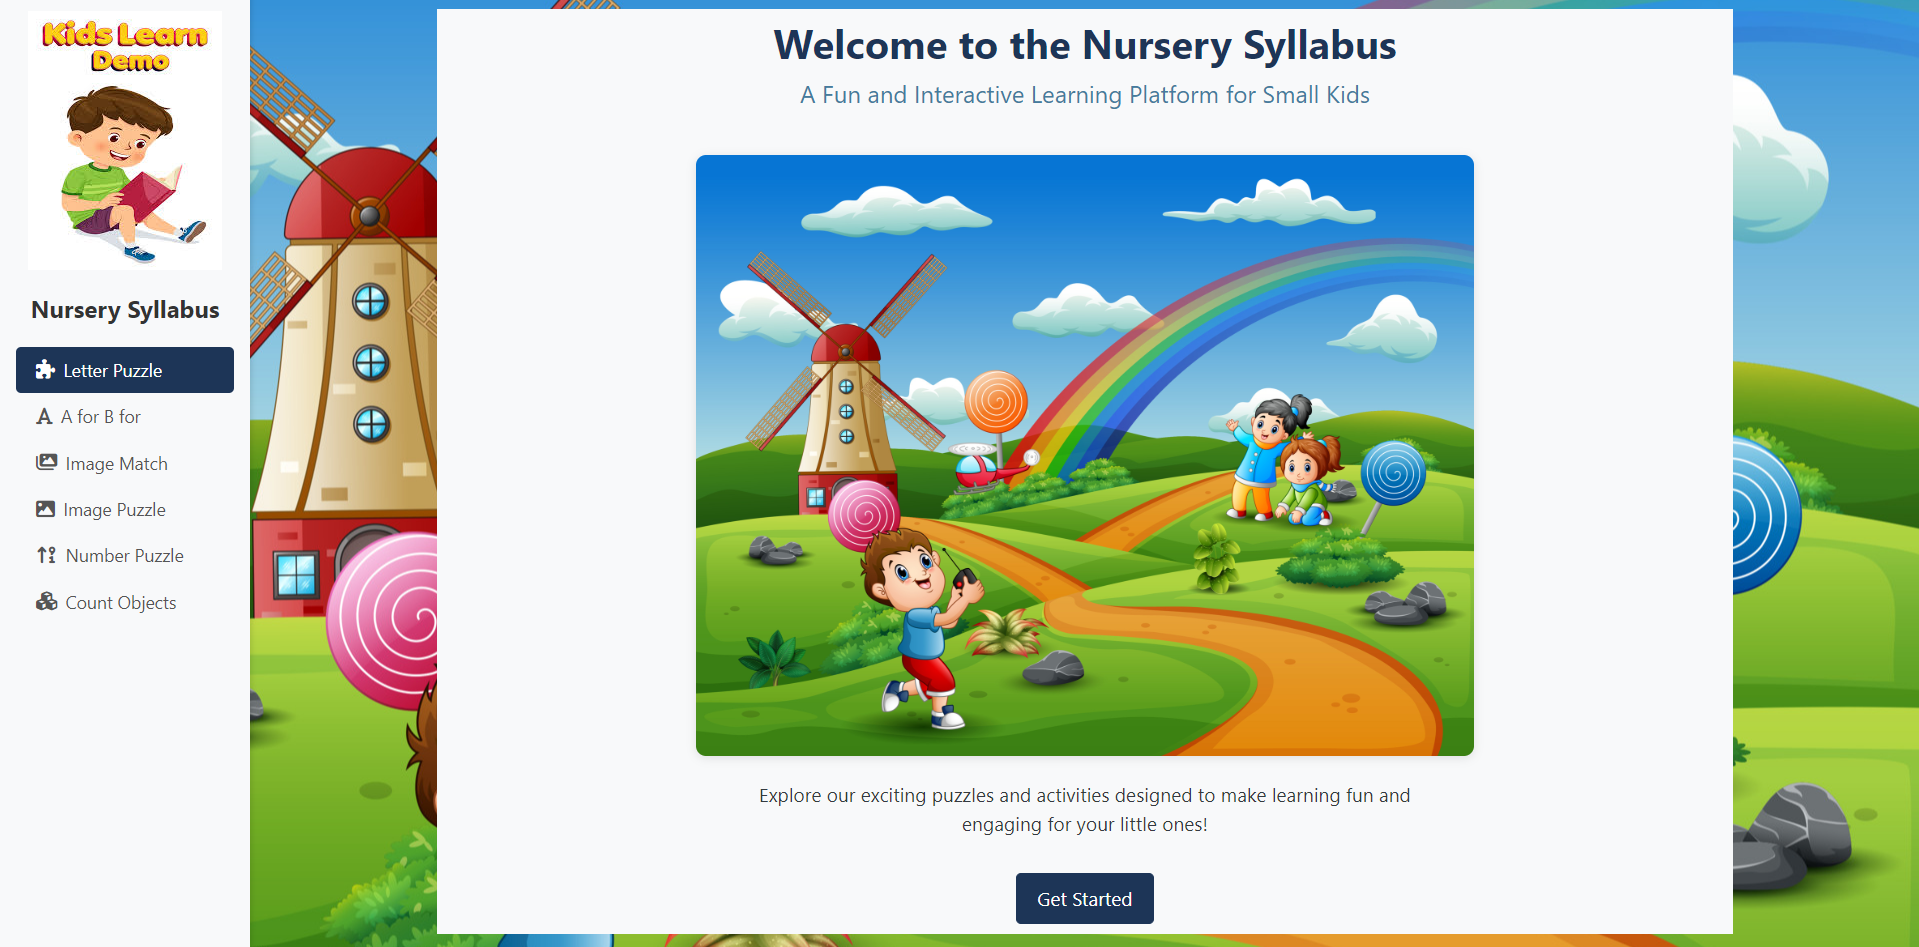 Kids Learn
Demo
Nursery Syllabus
Letter Puzzle
A for B for
Image Match
Image Puzzle
Number Puzzle
Count Objects
Welcome to the Nursery Syllabus
A Fun and Interactive Learning Platform for Small Kids
Explore our exciting puzzles and activities designed to make learning fun and
engaging for your little ones!
Get Started